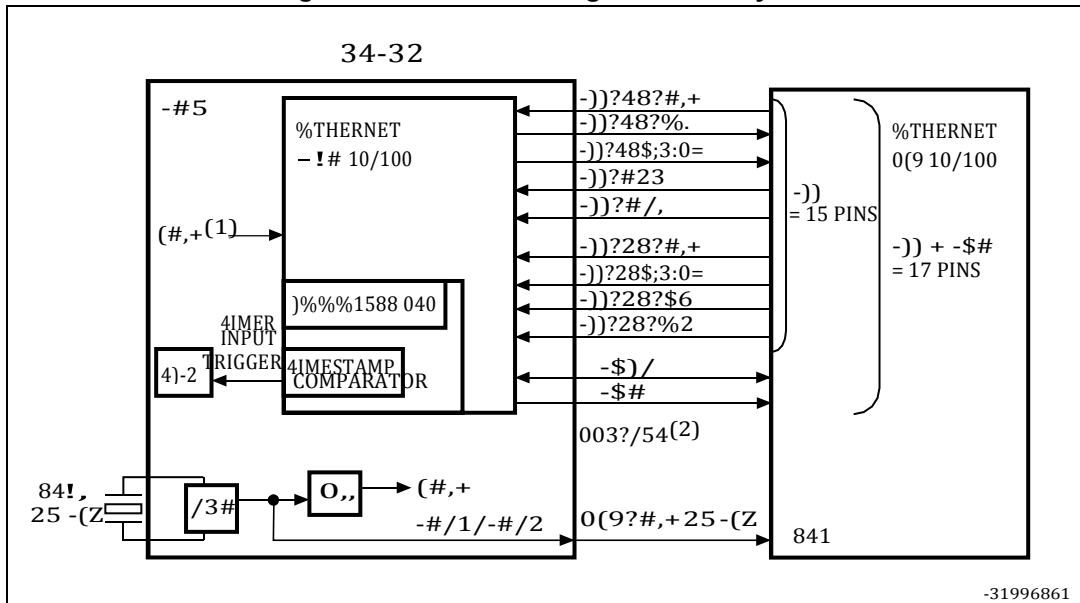 34-32
-#5
%THERNET
-!# 10/100
(#,+(1)
)%%%1588 040
4IMER
INPUT
TRIGGER
4IMESTAMP
COMPARATOR
4)-2
84!,
25 -(Z
/3#
0,,
(#,+
-#/1/-#/2
-))?48?#,+
-))?48?%.
-))?48$;3:0=
-))?#23
-))?#/,
-))?28?#,+
-))?28$;3:0=
-))?28?$6
-))?28?%2
-$)/
-$#
003?/54(2)
0(9?#,+25-(Z
-))
= 15 PINS
-)) + -$#
= 17 PINS
%THERNET
0(9 10/100
841
-31996861